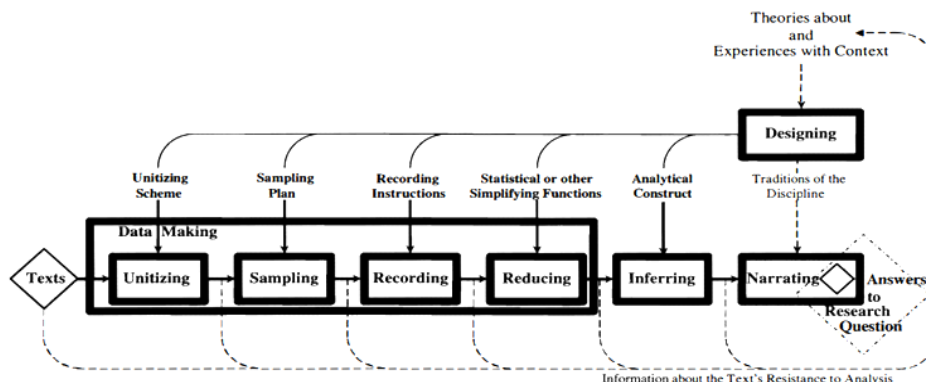 Theories about
and
Experiences with Context
Designing
Unitizing
Scheme
Sampling
Plan
Recording
Instructions
Statistical or other
Simplifying Functions
Analytical
Construct
Traditions of the
Discipline
Data Making
Texts
Unitizing
Sampling
Recording
Reducing
Inferring
Narrating
Answers
to
Research
Question
Information about the Text's Resistance to Analysis